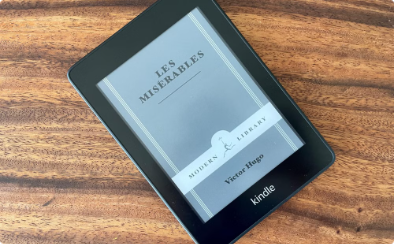 LES
MISÉRABLES
MODERN LIBRARY
Victor Hugo
kindle